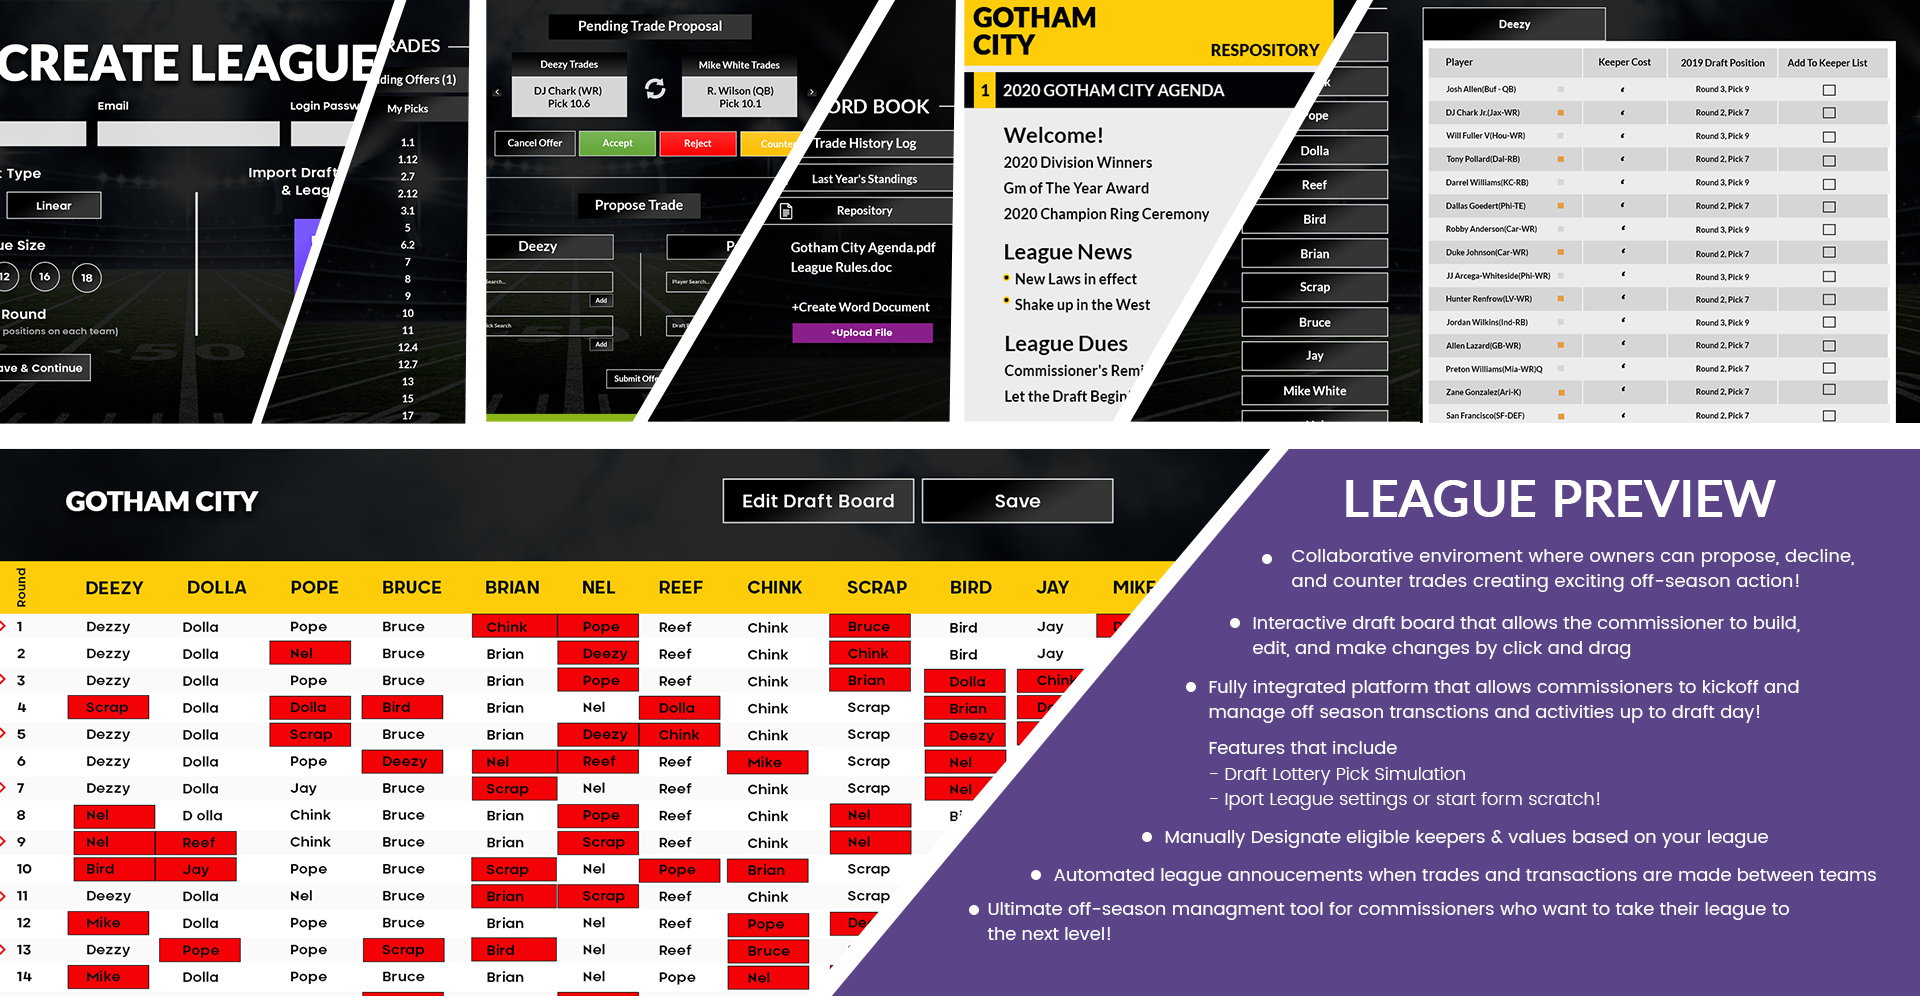 CREATE LEAGUE
Email
Login Passw
Type
Import Draf
& Leag
Linear
ue Size
12 16 18
Round
positions on each team)
ave & Continue
RADES
ding Offers (1)
My Picks
1.1
1.12
2.7
2.12
3.1
5
6.2
7
8
9
10
11
12.4
12.7
13
15
17
Pending Trade Proposal
Deezy Trades
DJ Chark (WR)
Pick 10.6
Mike White Trades
R. Wilson (QB)
Pick 10.1
Cancel Offer Accept Reject Counte
Propose Trade
Deezy
P
Search...
Player Search...
Add
ick Search
Draft
Add
Submit Offe
ORD BOOK
Trade History Log
Last Year's Standings
Repository
Gotham City Agenda.pdf
League Rules.doc
+Create Word Document
+Upload File
GOTHAM
CITY
RESPOSITORY
1 2020 GOTHAM CITY AGENDA
Welcome!
2020 Division Winners
Gm of The Year Award
2020 Champion Ring Ceremony
League News
New Laws in effect
Shake up in the West
League Dues
Commissioner's Remi
Let the Draft Begin
k
ope
Dolla
Reef
Bird
Brian
Scrap
Bruce
Jay
Mike White
Deezy
Player Keeper Cost 2019 Draft Position Add To Keeper List
Josh Allen(Buf - QB) Round 3, Pick 9
DJ Chark Jr.(Jax-WR) Round 2, Pick 7
Will Fuller V(Hou-WR) Round 3, Pick 9
Tony Pollard(Dal-RB) Round 2, Pick 7
Darrel Williams(KC-RB) Round 3, Pick 9
Dallas Goedert(Phi-TE) Round 2, Pick 7
Robby Anderson(Car-WR) Round 3, Pick 9
Duke Johnson(Car-WR) Round 2, Pick 7
JJ Arcega-Whiteside(Phi-WR) Round 3, Pick 9
Hunter Renfrow(LV-WR) Round 2, Pick 7
Jordan Wilkins(Ind-RB) Round 3, Pick 9
Allen Lazard(GB-WR) Round 2, Pick 7
Preton Williams(Mia-WR)Q Round 2, Pick 7
Zane Gonzalez(Ari-K) Round 2, Pick 7
San Francisco(SF-DEF) Round 2, Pick 7
GOTHAM CITY
Edit Draft Board
Save
Round DEEZY DOLLA POPE BRUCE BRIAN NEL REEF CHINK SCRAP BIRD JAY MIKE
1 Dezzy Dolla Pope Bruce Chink Pope Reef Chink Bruce Bird Jay D
2 Dezzy Dolla Nel Bruce Brian Deezy Reef Chink Chink Bird Jay
3 Dezzy Dolla Pope Bruce Brian Pope Reef Chink Brian Dolla Chin
4 Scrap Dolla Dolla Bird Brian Nel Dolla Chink Scrap Brian Do
5 Dezzy Dolla Scrap Bruce Brian Deezy Chink Chink Scrap Deezy
6 Dezzy Dolla Pope Deezy Nel Reef Reef Mike Scrap Nel
7 Dezzy Dolla Jay Bruce Scrap Nel Reef Chink Scrap Nel
8 Nel D olla Chink Bruce Brian Pope Reef Chink Nel Bi
9 Nel Reef Chink Bruce Brian Scrap Reef Chink Nel
10 Bird Jay Pope Bruce Scrap Nel Pope Brian Scrap
11 Deezy Dolla Nel Bruce Brian Scrap Reef Chink Scrap
12 Mike Dolla Pope Bruce Brian Nel Reef Pope De
13 Dezzy Pope Pope Scrap Bird Nel Reef Bruce
14 Mike Dolla Pope Bruce Brian Nel Pope Nel
LEAGUE PREVIEW
Collaborative enviroment where owners can propose, decline,
and counter trades creating exciting off-season action!
Interactive draft board that allows the commissioner to build,
edit, and make changes by click and drag
Fully integrated platform that allows commissioners to kickoff and
manage off season transctions and activities up to draft day!
Features that include
- Draft Lottery Pick Simulation
- Iport League settings or start form scratch!
Manually Designate eligible keepers & values based on your league
Automated league annoucements when trades and transactions are made between teams
Ultimate off-season managment tool for commissioners who want to take their league to
the next level!